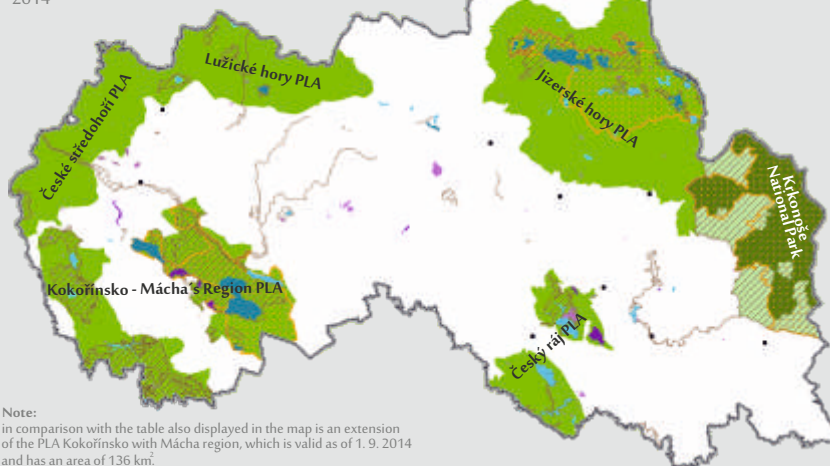 2014
Lužické hory PLA
České středohoří PLA
Jizerské hory PLA
Krkonoše
National Park
Kokořínsko - Mácha´s Region PLA
Český ráj PLA
Note:
in comparison with the table also displayed in the map is an extension
of the PLA Kokořínsko with Mácha region, which is valid as of 1. 9. 2014
and has an area of 136 km².